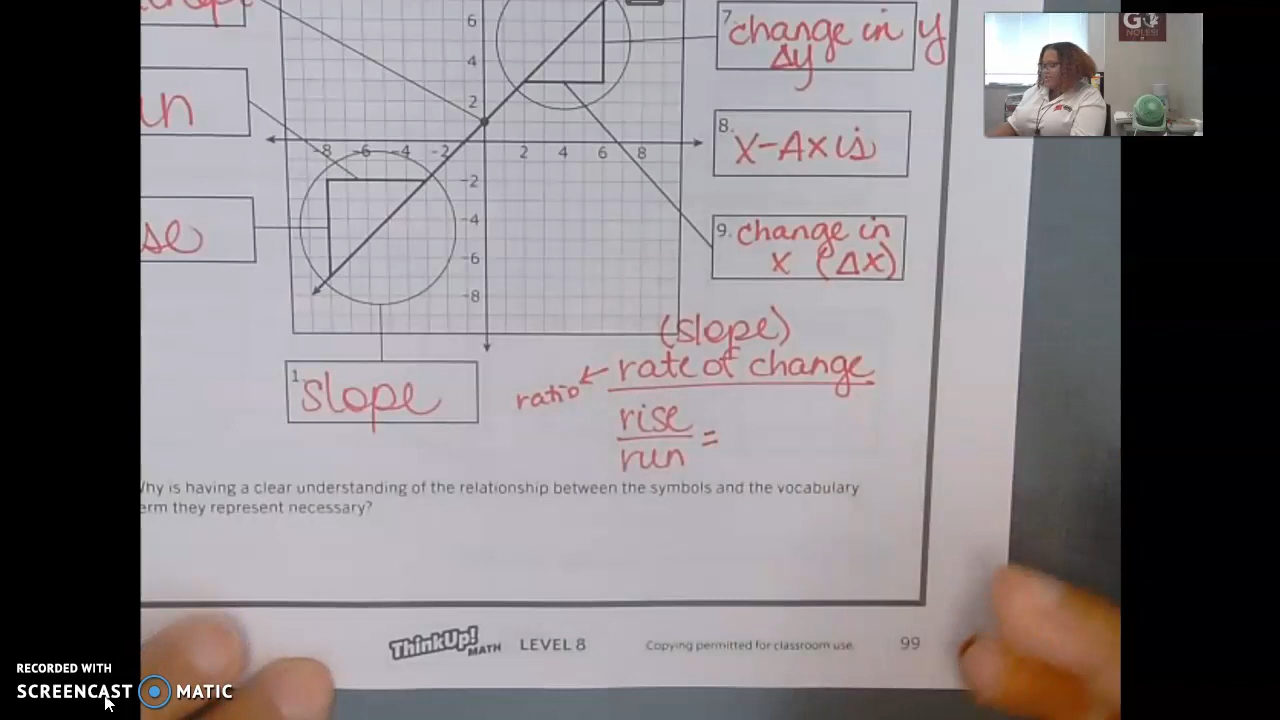 6
4
2
-8 -6 -4 -2 2 4 6 8
-2
-4
-6
-8
7. change in y
Δy
8. X-Axis
9. change in
x (Δx)
1 slope
(slope)
ratio ← rate of change
rise
run =
Why is having a clear understanding of the relationship between the symbols and the vocabulary
they represent necessary?
ThinkUp! MATH LEVEL 8 Copying permitted for classroom use. 99
RECORDED WITH
SCREENCAST MATIC
GO
NOLES!